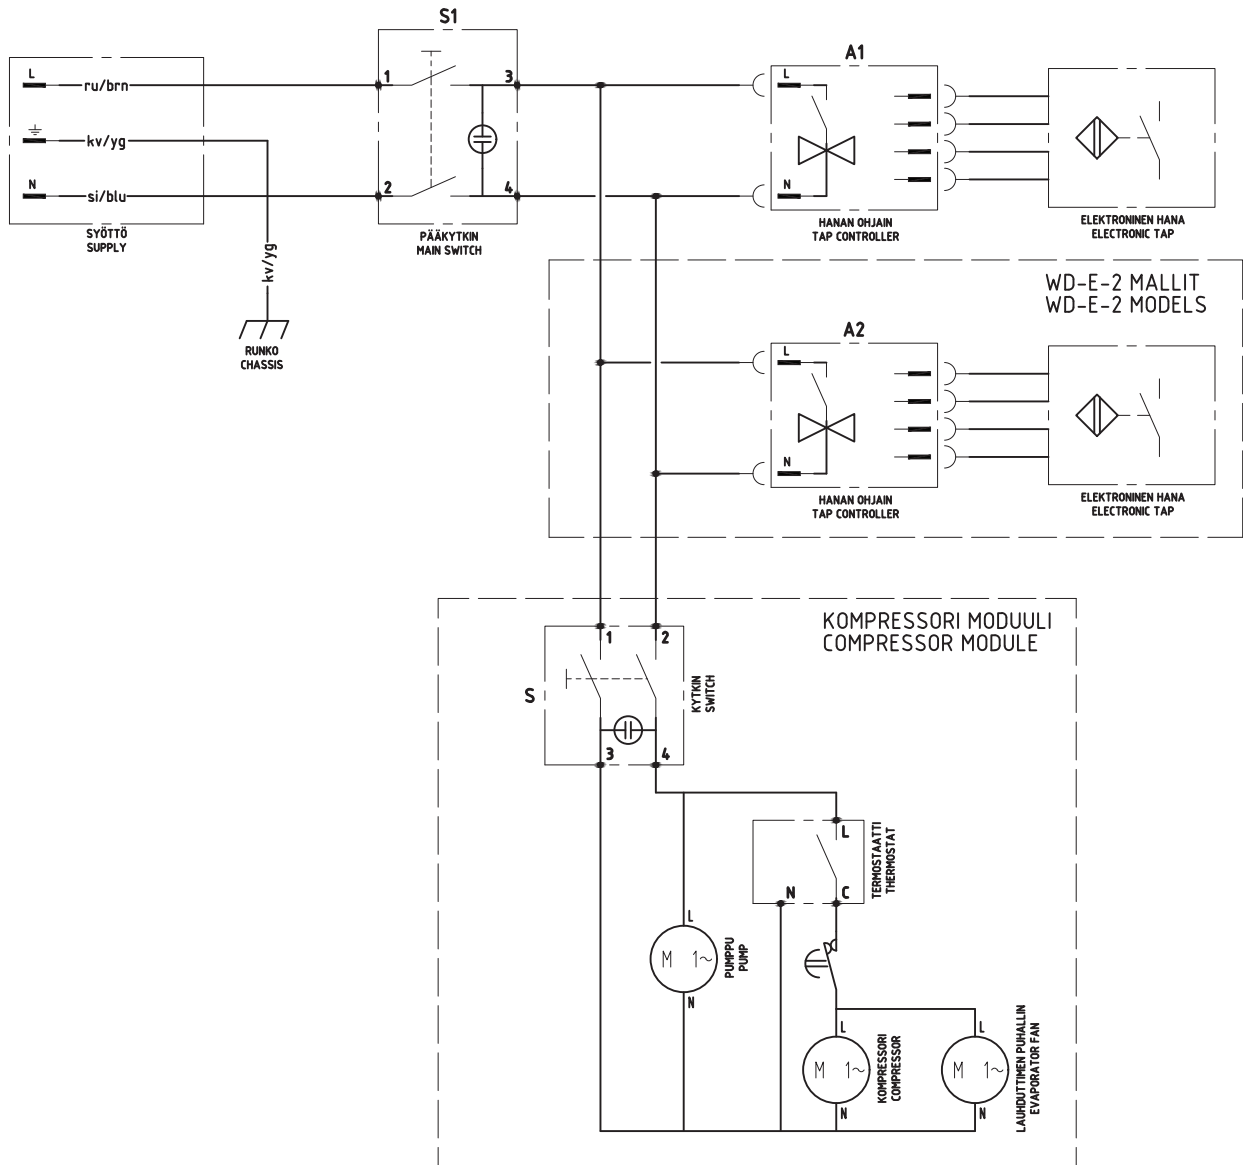 S1
L
ru/brn
kv/yg
N
si/blu
SYÖTTÖ
SUPPLY
kv/yg
RUNKO
CHASSIS
1
3
2
4
PÄÄKYTKIN
MAIN SWITCH
A1
L
N
HANAN OHJAIN
TAP CONTROLLER
ELEKTRONINEN HANA
ELECTRONIC TAP
WD-E-2 MALLIT
WD-E-2 MODELS
A2
L
N
HANAN OHJAIN
TAP CONTROLLER
ELEKTRONINEN HANA
ELECTRONIC TAP
KOMPRESSORI MODUULI
COMPRESSOR MODULE
1
2
S
KYTKIN
SWITCH
3
4
L
N
C
TERMOSTAATTI
THERMOSTAT
L
M 1~
N
PUMPPU
PUMP
L
M 1~
N
KOMPRESSORI
COMPRESSOR
L
M 1~
N
LAUHDUTTIMEN PUHALLIN
EVAPORATOR FAN